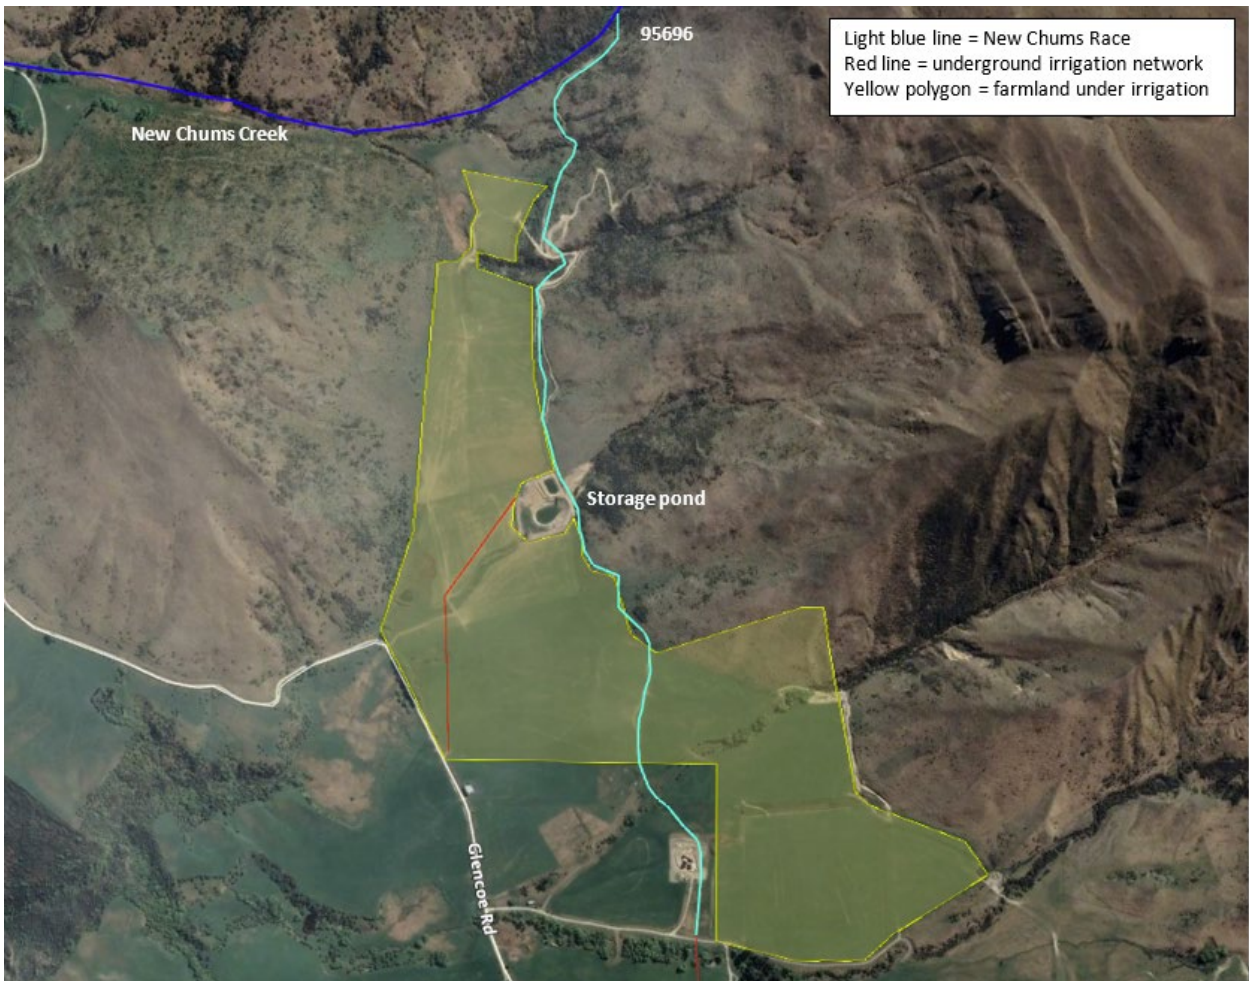 95696
Light blue line = New Chums Race
Red line = underground irrigation network
Yellow polygon = farmland under irrigation
New Chums Creek
Storage pond
Glencoe Rd